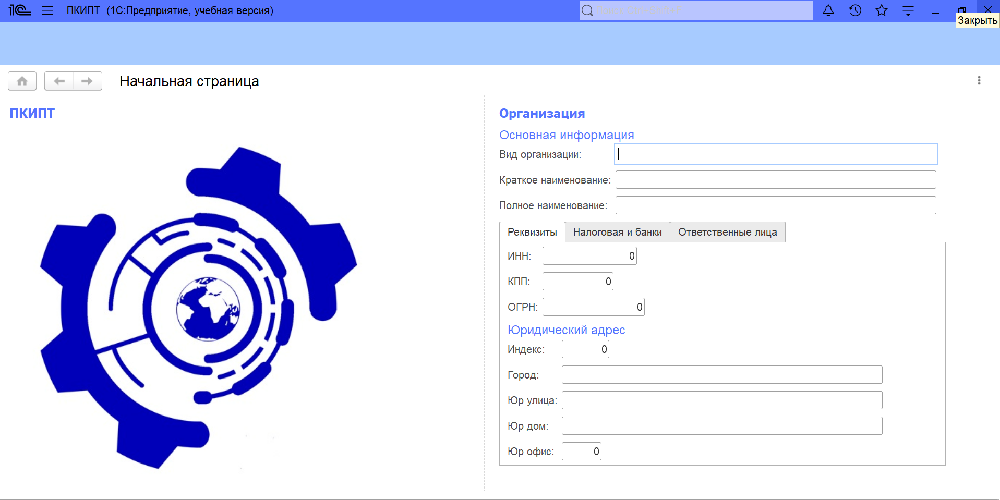 1С ПКИПТ (1С:Предприятие, учебная версия)
Поиск Ctrl+Shift+F
Закрыть
Начальная страница
ПКИПТ
Организация
Основная информация
Вид организации:
Краткое наименование:
Полное наименование:
Реквизиты Налоговая и банки Ответственные лица
ИНН: 0
КПП: 0
ОГРН: 0
Юридический адрес
Индекс: 0
Город:
Юр улица:
Юр дом:
Юр офис: 0